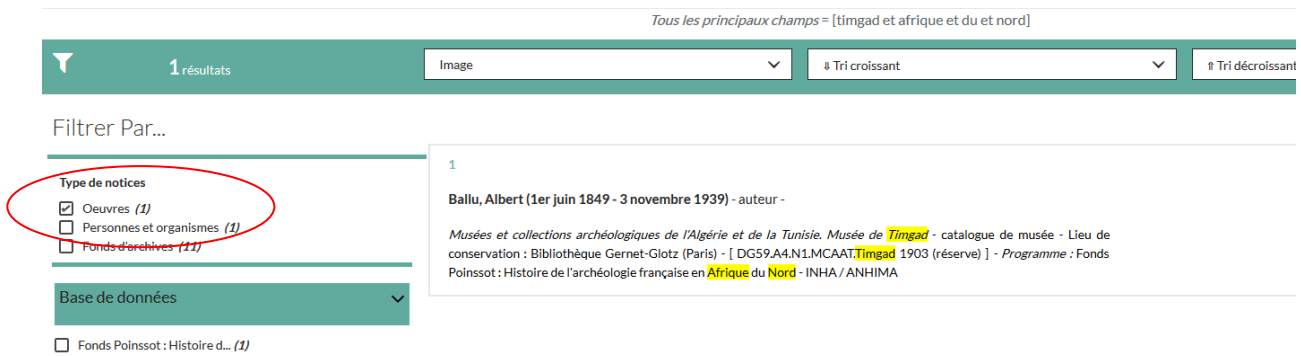 Tous les principaux champs = [timgad et afrique et du et nord]
1 résultats
Image
⇓ Tri croissant
⇑ Tri décroissant
Filtrer Par...
Type de notices
Oeuvres (1)
Personnes et organismes (1)
Fonds d'archives (11)
Base de données
Fonds Poinssot : Histoire d... (1)
1
Ballu, Albert (1er juin 1849 - 3 novembre 1939) - auteur -
Musées et collections archéologiques de l'Algérie et de la Tunisie. Musée de Timgad - catalogue de musée - Lieu de
conservation : Bibliothèque Gernet-Glotz (Paris) - [ DG59.A4.N1.MCAAT.Timgad 1903 (réserve) ] - Programme : Fonds
Poinssot : Histoire de l'archéologie française en Afrique du Nord - INHA / ANHIMA